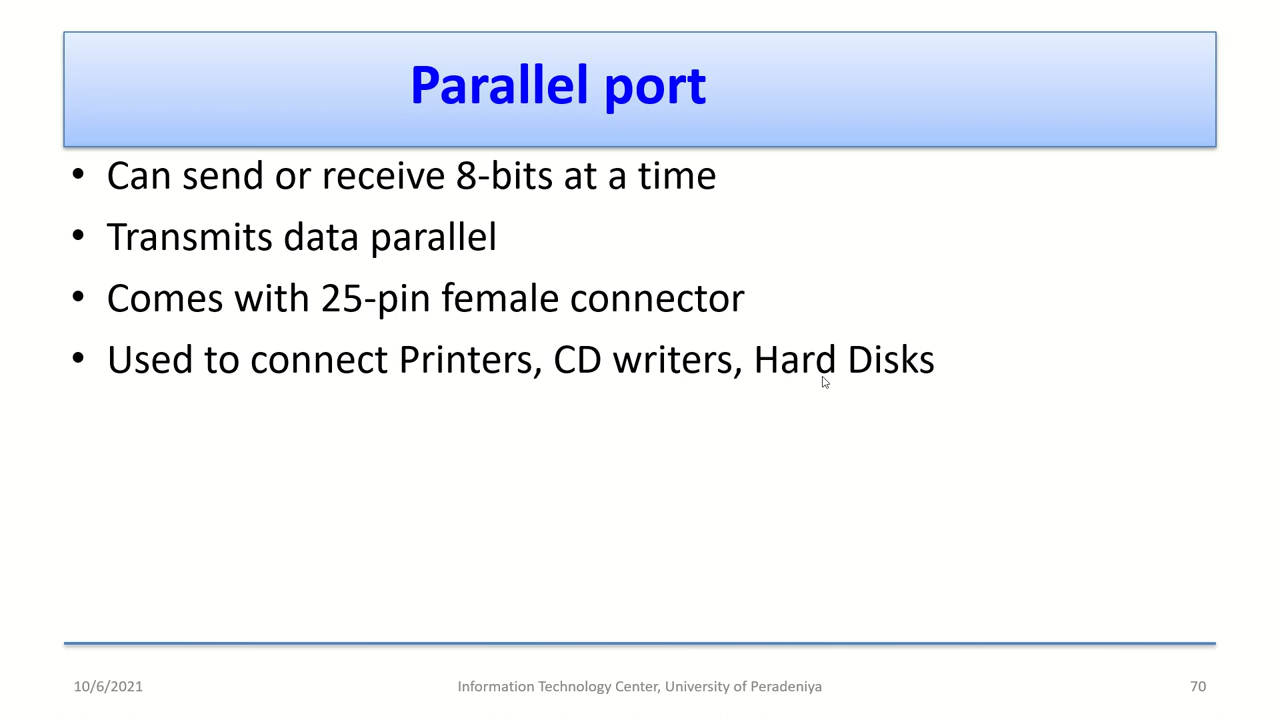 Parallel port
• Can send or receive 8-bits at a time
• Transmits data parallel
• Comes with 25-pin female connector
• Used to connect Printers, CD writers, Hard Disks
10/6/2021
Information Technology Center, University of Peradeniya
70